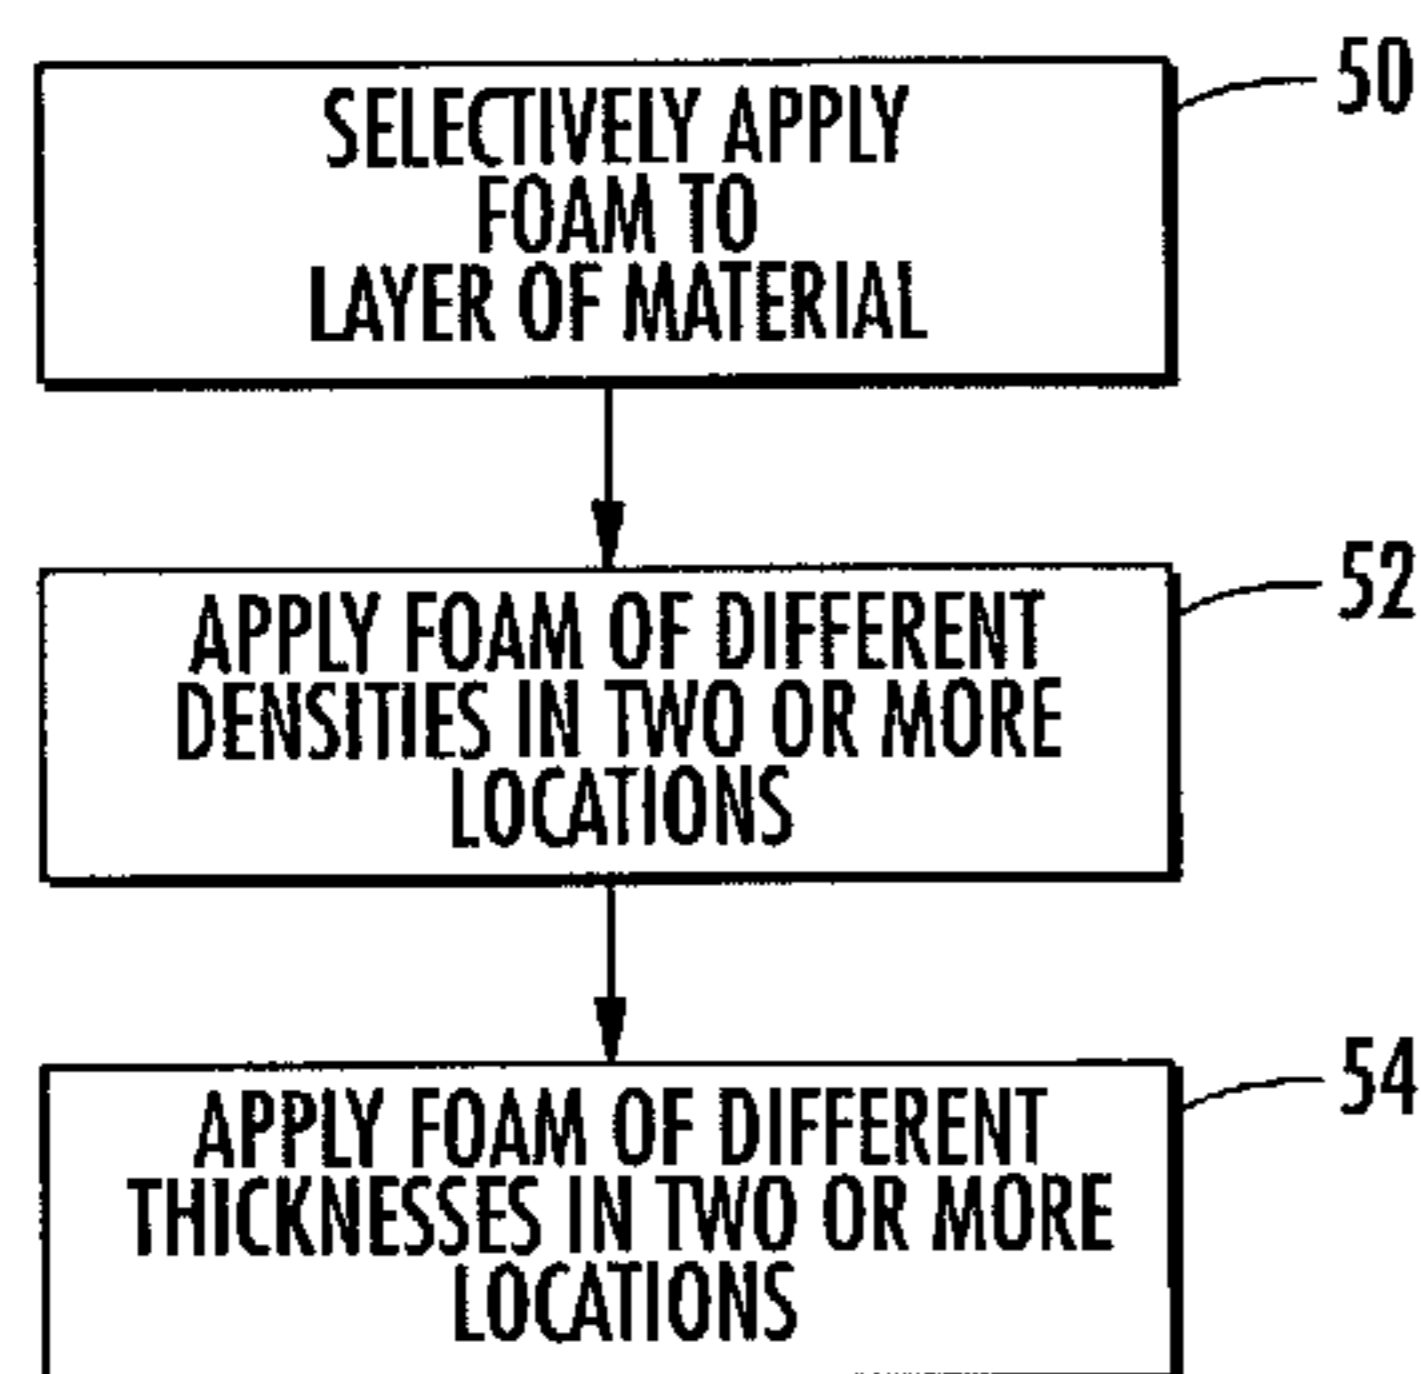 SELECTIVELY APPLY
FOAM TO
LAYER OF MATERIAL
50
APPLY FOAM OF DIFFERENT
DENSITIES IN TWO OR MORE
LOCATIONS
52
APPLY FOAM OF DIFFERENT
THICKNESSES IN TWO OR MORE
LOCATIONS
54